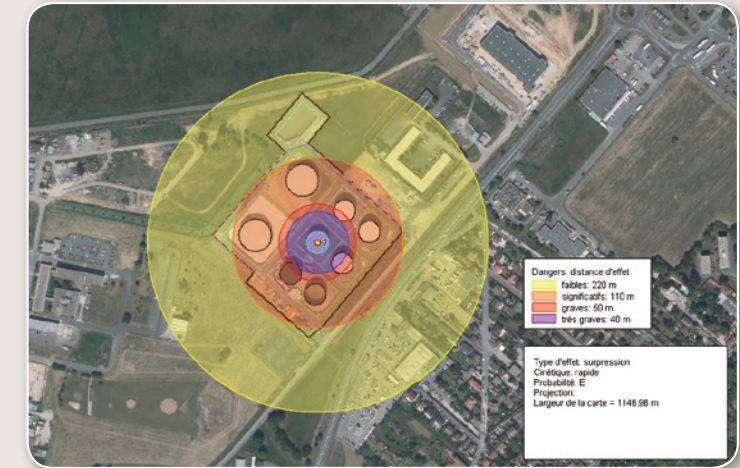 Dangers: distance d'effet
faibles: 220 m
significatifs: 110 m
graves: 50 m
très graves: 40 m
Type d'effet: surpression
Cinétique: rapide
Probabilité: E
Projection:
Largeur de la carte = 1146.96 m